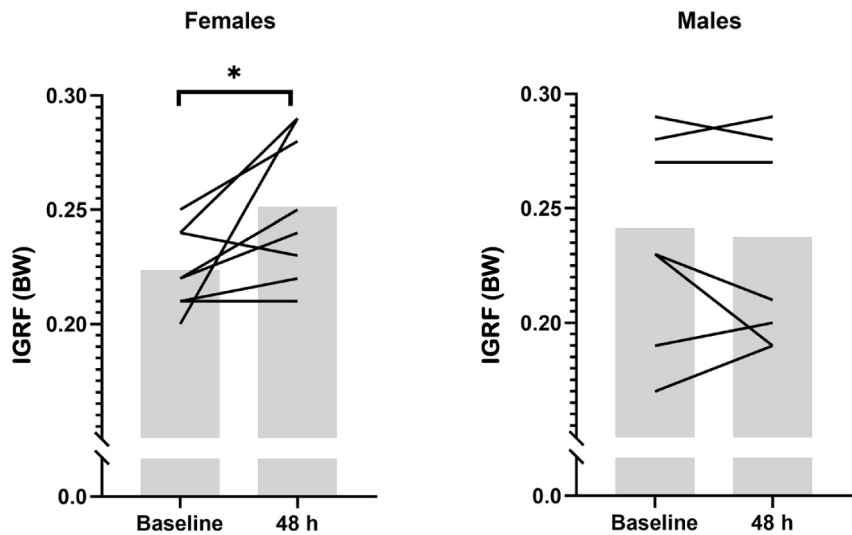 Females
*
0.30
0.25
0.20
0.0
IGRF (BW)
Baseline 48 h
Males
0.30
0.25
0.20
0.0
IGRF (BW)
Baseline 48 h